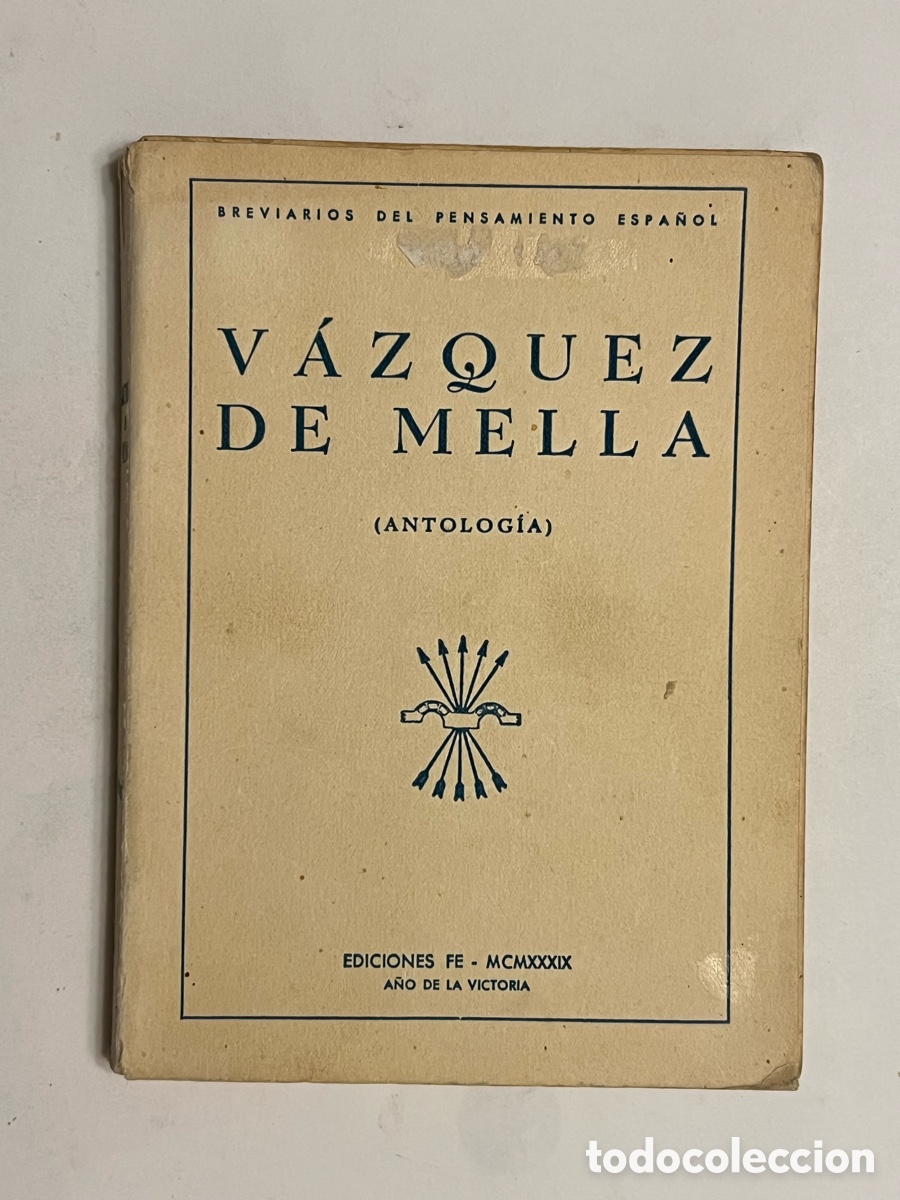 BREVIARIOS DEL PENSAMIENTO ESPAÑOL
VÁZQUEZ
DE MELLA
(ANTOLOGÍA)
EDICIONES FE - MCMXXXIX
AÑO DE LA VICTORIA
todocoleccion